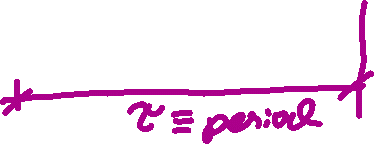 τ ≡ period